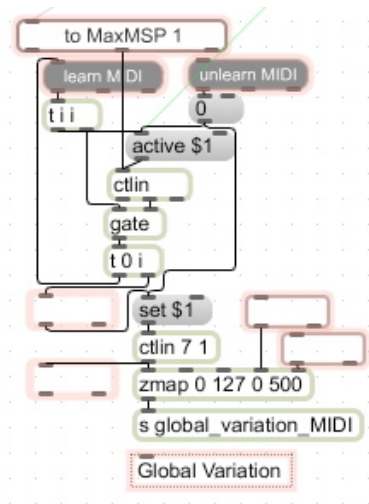 to MaxMSP 1
learn MIDI
unlearn MIDI
t i i
0
active $1
ctlin
gate
t 0 i
set $1
ctlin 7 1
zmap 0 127 0 500
s global_variation_MIDI
Global Variation